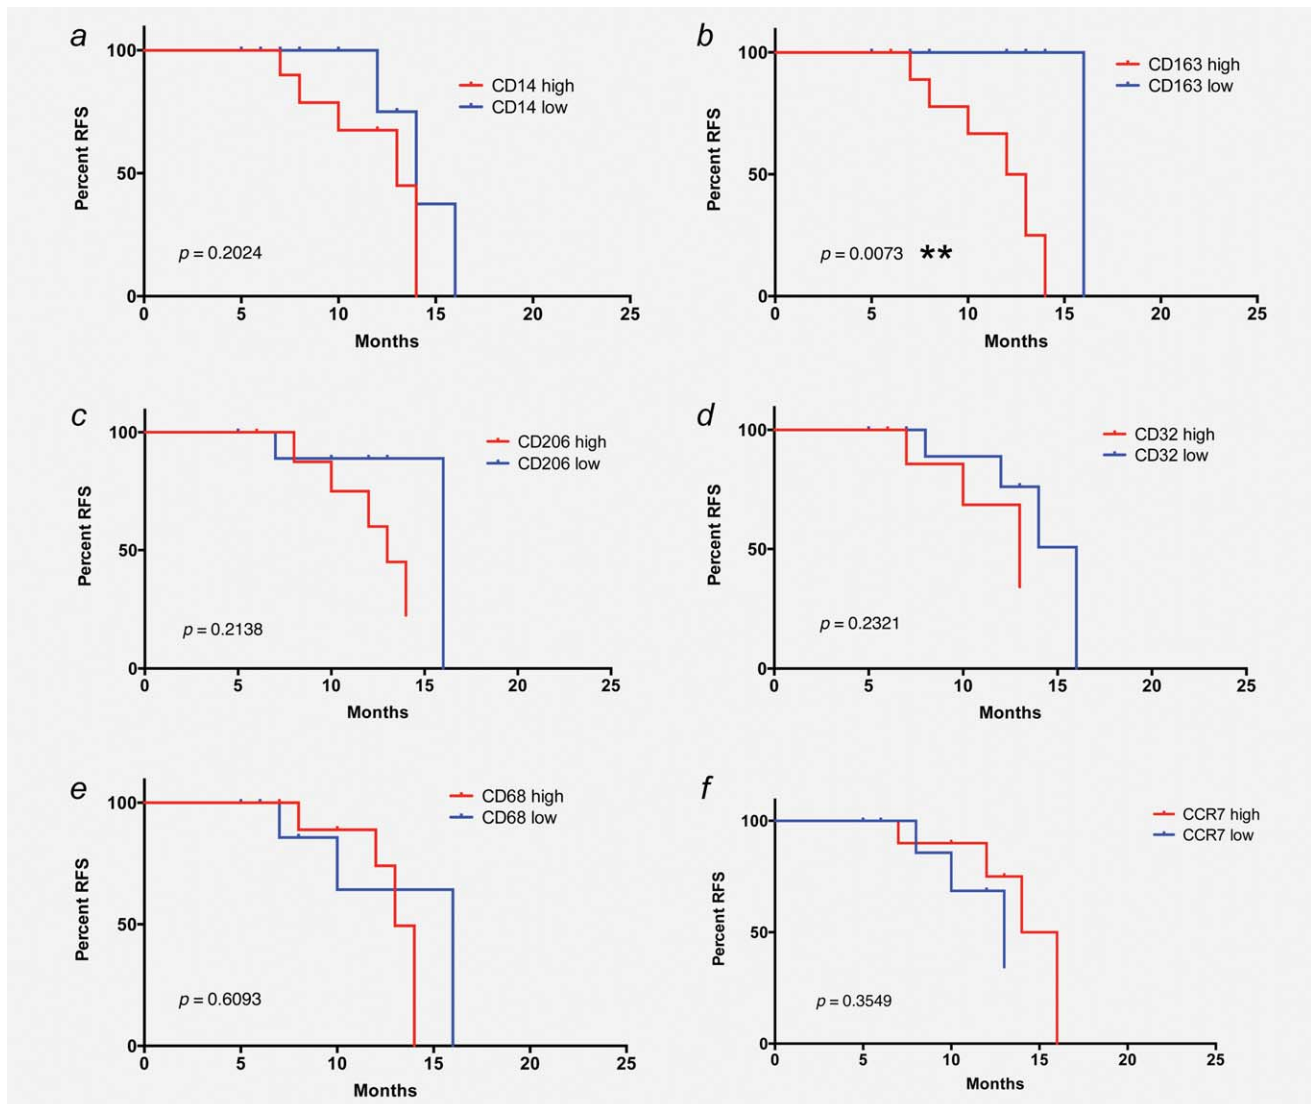 a
100
50
0
Percent RFS
CD14 high
CD14 low
p = 0.2024
0 5 10 15 20 25
Months
b
100
50
0
Percent RFS
CD163 high
CD163 low
p = 0.0073 **
0 5 10 15 20 25
Months
c
100
50
0
Percent RFS
CD206 high
CD206 low
p = 0.2138
0 5 10 15 20 25
Months
d
100
50
0
Percent RFS
CD32 high
CD32 low
p = 0.2321
0 5 10 15 20 25
Months
e
100
50
0
Percent RFS
CD68 high
CD68 low
p = 0.6093
0 5 10 15 20 25
Months
f
100
50
0
Percent RFS
CCR7 high
CCR7 low
p = 0.3549
0 5 10 15 20 25
Months